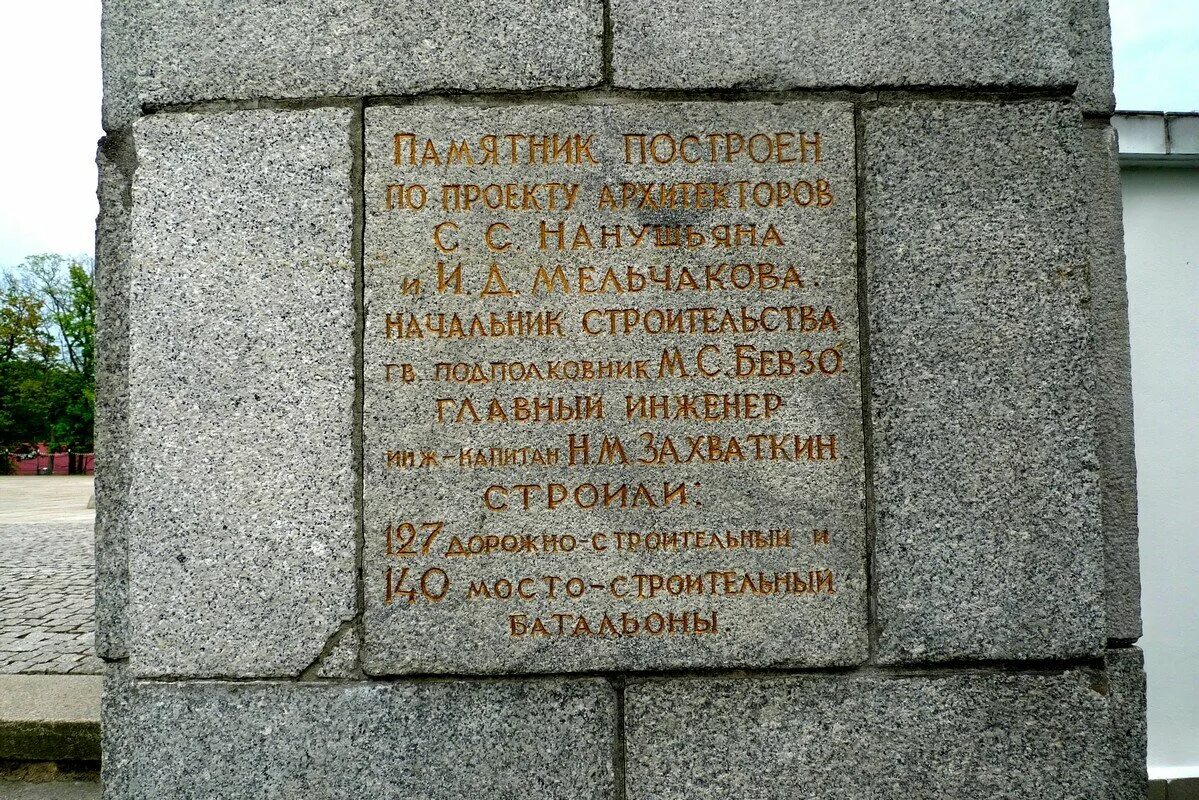 Памятник построен
по проекту архитекторов
С. С. Нанушьяна
и И. Д. Мельчакова.
начальник строительства
гв. подполковник М. С. Бевзо.
главный инженер
инж-капитан Н. М. Захваткин
строили:
127 дорожно-строительный и
140 мосто-строительный
батальоны